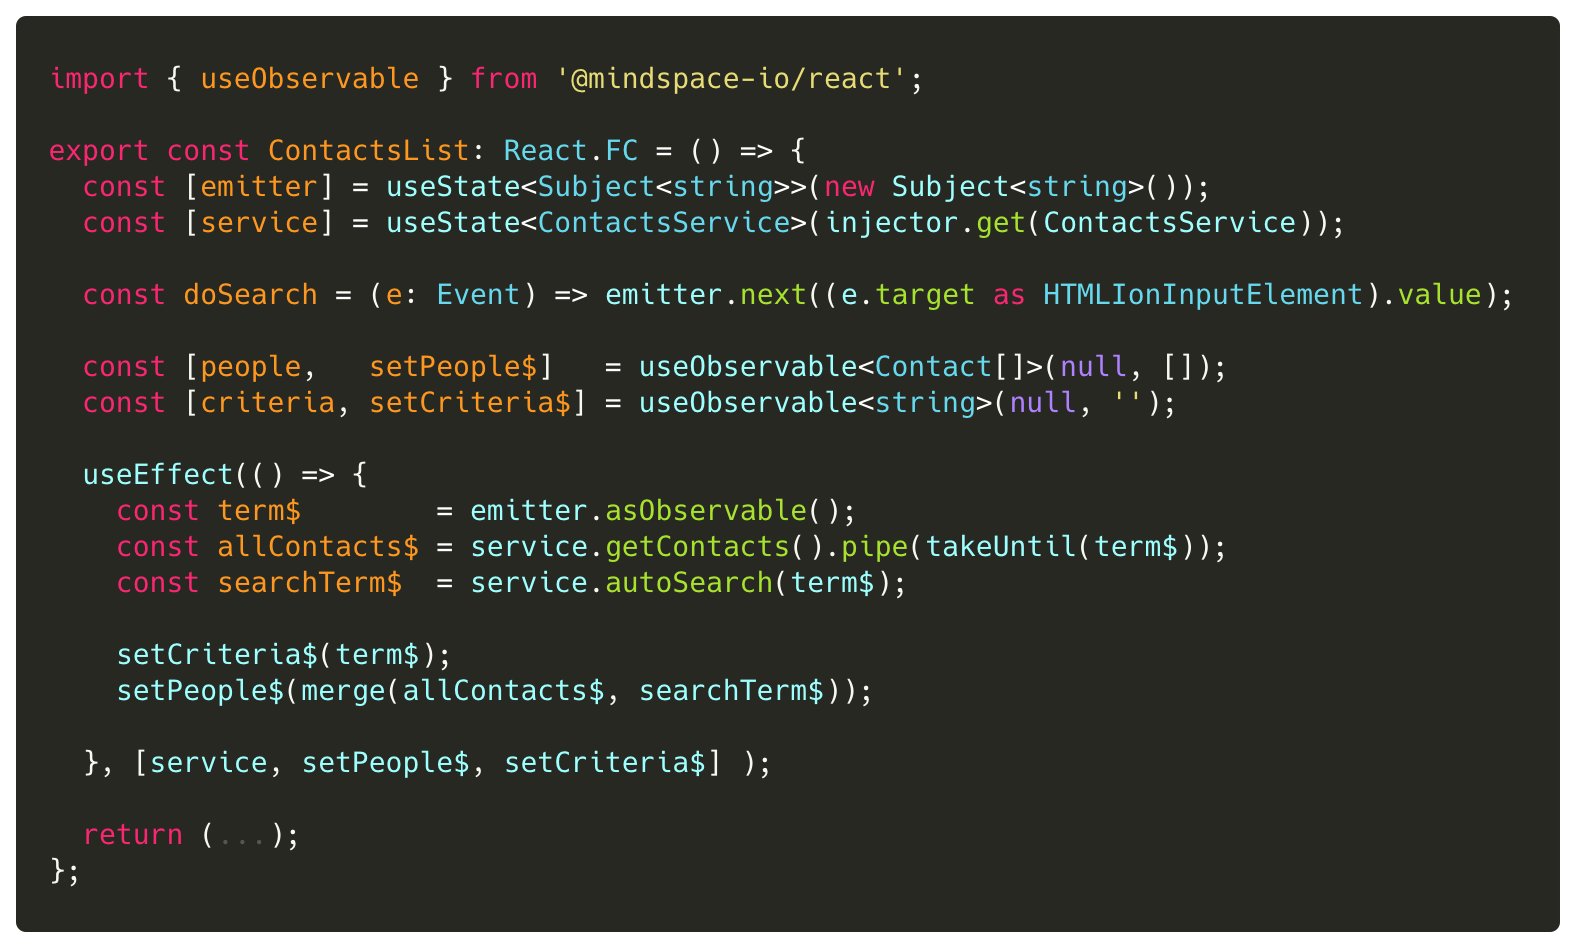 import { useObservable } from '@mindspace-io/react';

export const ContactsList: React.FC = () => {
  const [emitter] = useState<Subject<string>>(new Subject<string>());
  const [service] = useState<ContactsService>(injector.get(ContactsService));

  const doSearch = (e: Event) => emitter.next((e.target as HTMLIonInputElement).value);

  const [people,   setPeople$]   = useObservable<Contact[]>(null, []);
  const [criteria, setCriteria$] = useObservable<string>(null, '');

  useEffect(() => {
    const term$        = emitter.asObservable();
    const allContacts$ = service.getContacts().pipe(takeUntil(term$));
    const searchTerm$  = service.autoSearch(term$);

    setCriteria$(term$);
    setPeople$(merge(allContacts$, searchTerm$));

  }, [service, setPeople$, setCriteria$] );

  return (...);
};